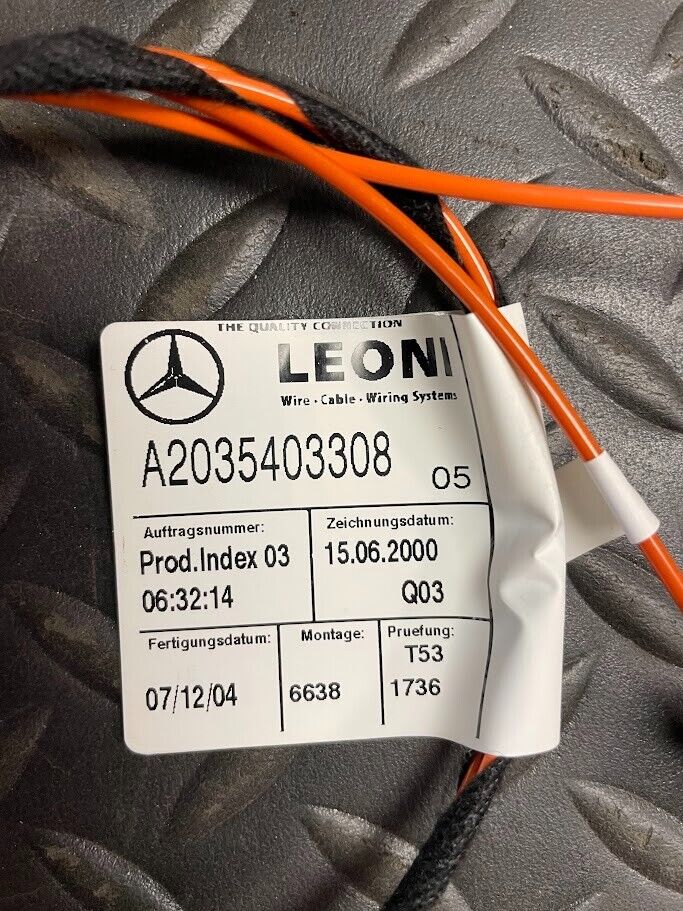 THE QUALITY CONNECTION
LEONI
Wire · Cable · Wiring Systems
A2035403308 05
Auftragsnummer:
Prod.Index 03
06:32:14
Zeichnungsdatum:
15.06.2000
Q03
Fertigungsdatum:
07/12/04
Montage:
6638
Pruefung:
T53
1736